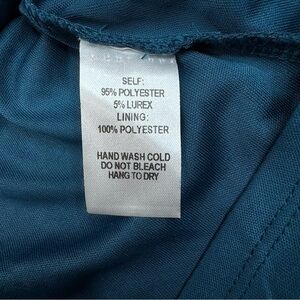 SELF:
95% POLYESTER
5% LUREX
LINING:
100% POLYESTER
HAND WASH COLD
DO NOT BLEACH
HANG TO DRY